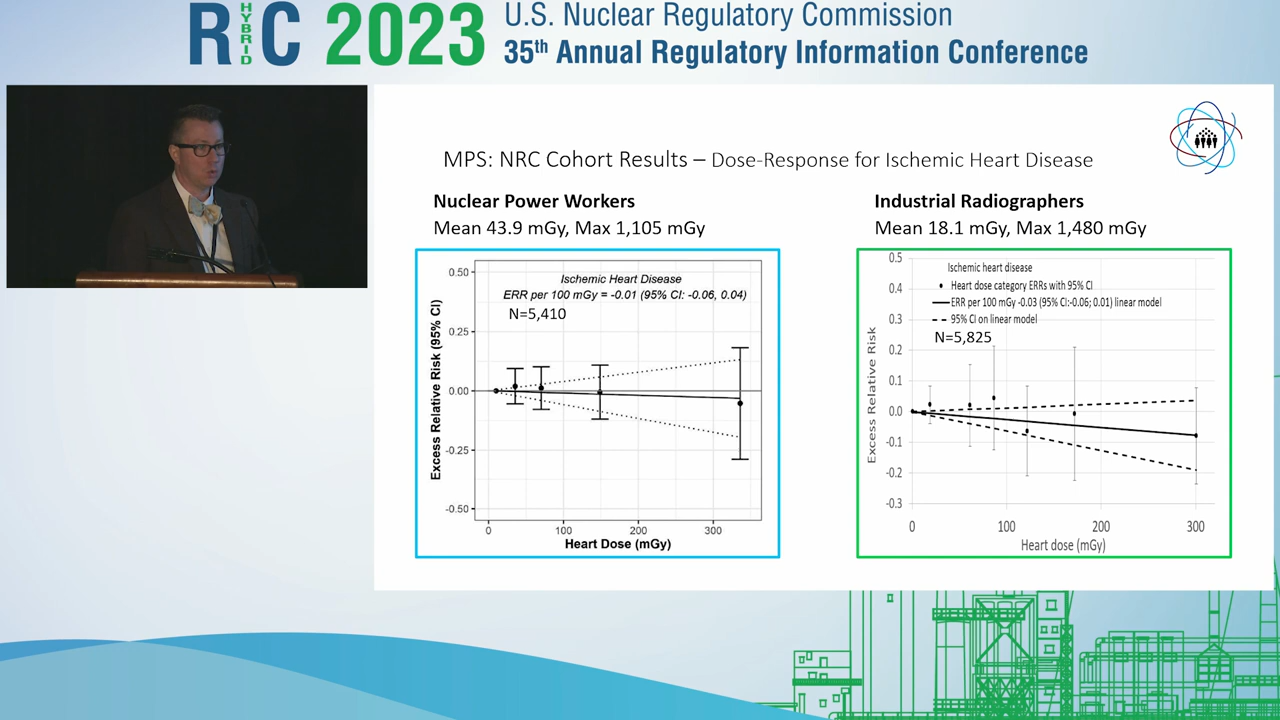 RIC 2023
HYBRID
U.S. Nuclear Regulatory Commission
35th Annual Regulatory Information Conference
MPS: NRC Cohort Results – Dose-Response for Ischemic Heart Disease
Nuclear Power Workers
Mean 43.9 mGy, Max 1,105 mGy
Ischemic Heart Disease
ERR per 100 mGy = -0.01 (95% CI: -0.06, 0.04)
N=5,410
Excess Relative Risk (95% CI)
0.50
0.25
0.00
-0.25
-0.50
0 100 200 300
Heart Dose (mGy)
Industrial Radiographers
Mean 18.1 mGy, Max 1,480 mGy
Ischemic heart disease
Heart dose category ERRs with 95% CI
ERR per 100 mGy -0.03 (95% CI:-0.06; 0.01) linear model
95% CI on linear model
N=5,825
Excess Relative Risk
0.5
0.4
0.3
0.2
0.1
0.0
-0.1
-0.2
-0.3
0 100 200 300
Heart dose (mGy)